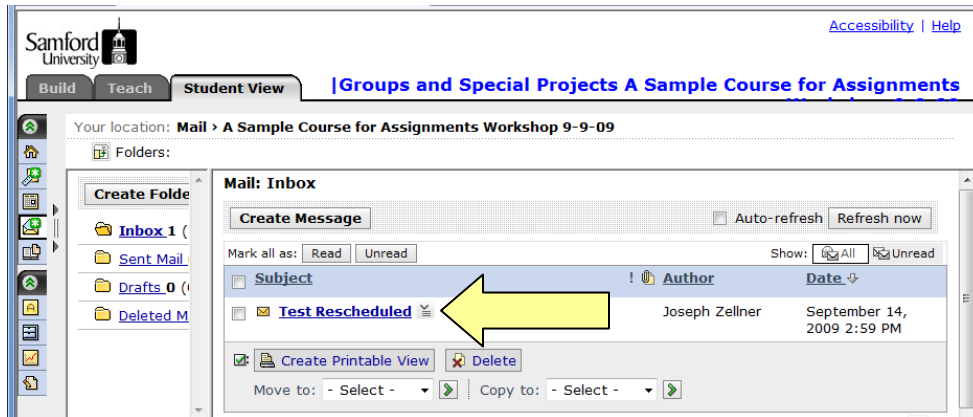 Accessibility | Help
Samford
University
Build Teach Student View |Groups and Special Projects A Sample Course for Assignments
Your location: Mail › A Sample Course for Assignments Workshop 9-9-09
Folders:
Create Folde
Mail: Inbox
Create Message Auto-refresh Refresh now
Inbox 1 (
Mark all as: Read Unread Show: All Unread
Sent Mail
Subject ! Author Date
Drafts 0 (
Deleted M
Test Rescheduled Joseph Zellner September 14,
2009 2:59 PM
Create Printable View Delete
Move to: - Select - Copy to: - Select -